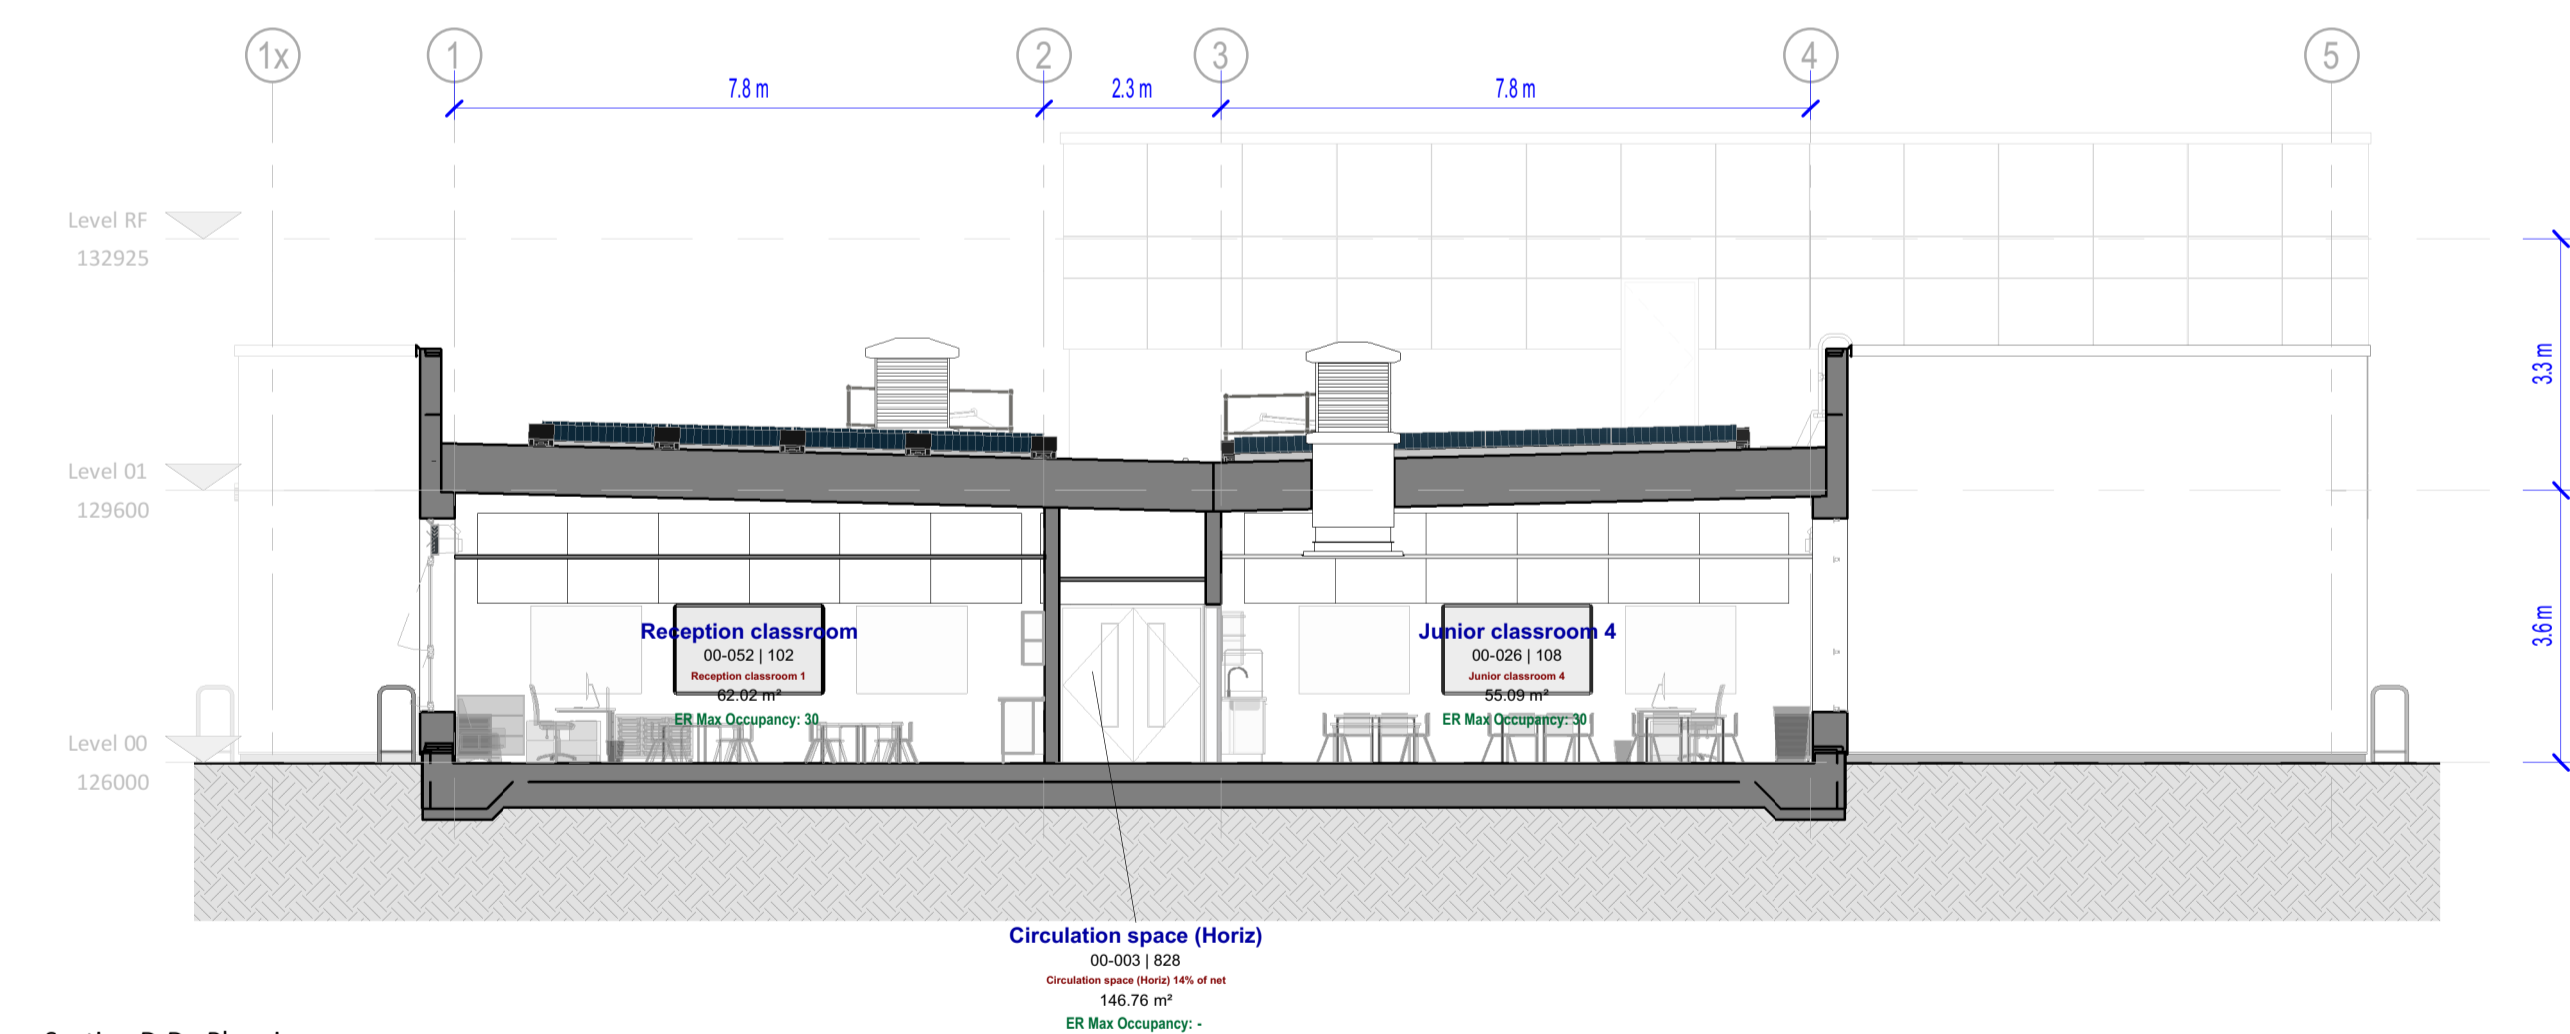 1x 1 2 3 4 5
7.8 m 2.3 m 7.8 m
Level RF
132925
3.3 m
Level 01
129600
3.6 m
Reception classroom
00-052 | 102
Reception classroom 1
62.02 m²
ER Max Occupancy: 30
Junior classroom 4
00-026 | 108
Junior classroom 4
55.09 m²
ER Max Occupancy: 30
Level 00
126000
Circulation space (Horiz)
00-003 | 828
Circulation space (Horiz) 14% of net
146.76 m²
ER Max Occupancy: -